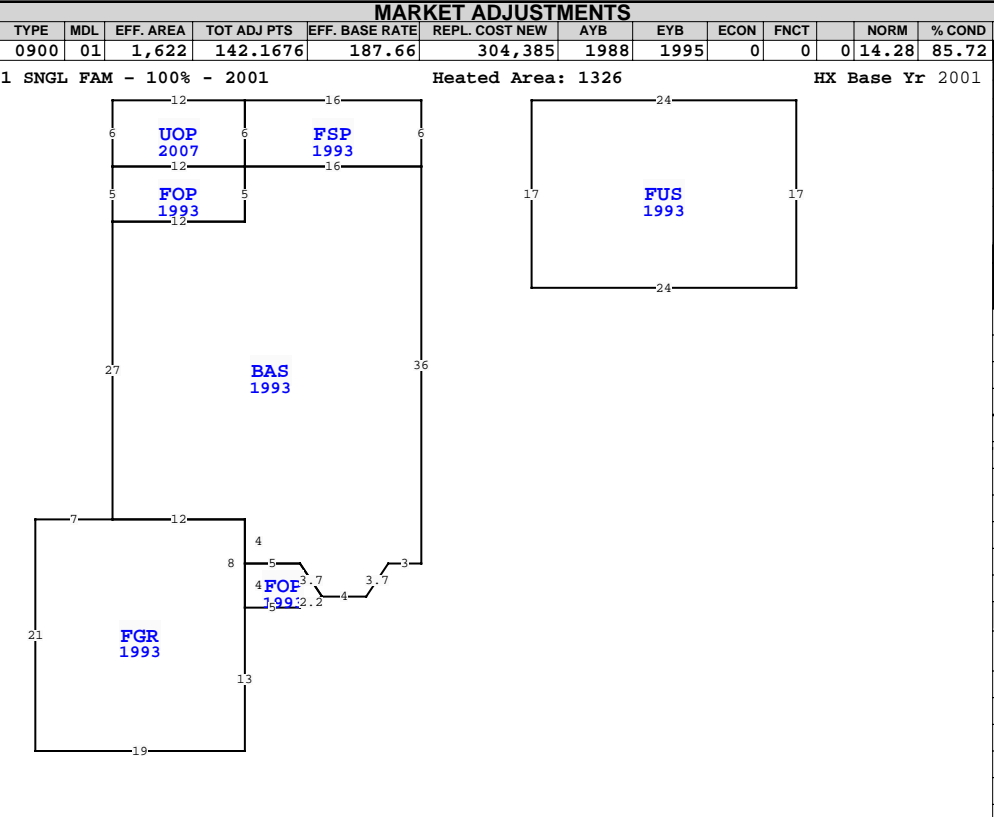 MARKET ADJUSTMENTS
TYPE MDL EFF. AREA TOT ADJ PTS EFF. BASE RATE REPL. COST NEW AYB EYB ECON FNCT NORM % COND
0900 01 1,622 142.1676 187.66 304,385 1988 1995 0 0 0 14.28 85.72
1 SNGL FAM – 100% - 2001 Heated Area: 1326 HX Base Yr 2001
12 16 24
6 UOP 6 FSP 6
2007 1993
12 16
5 FOP 5 17 FUS 17
1993 1993
12
24
27 BAS 36
1993
7 12
4
8 5 3
4 FOP 3.7 3.7
1993 2.2 4
5
21 FGR
1993
13
19